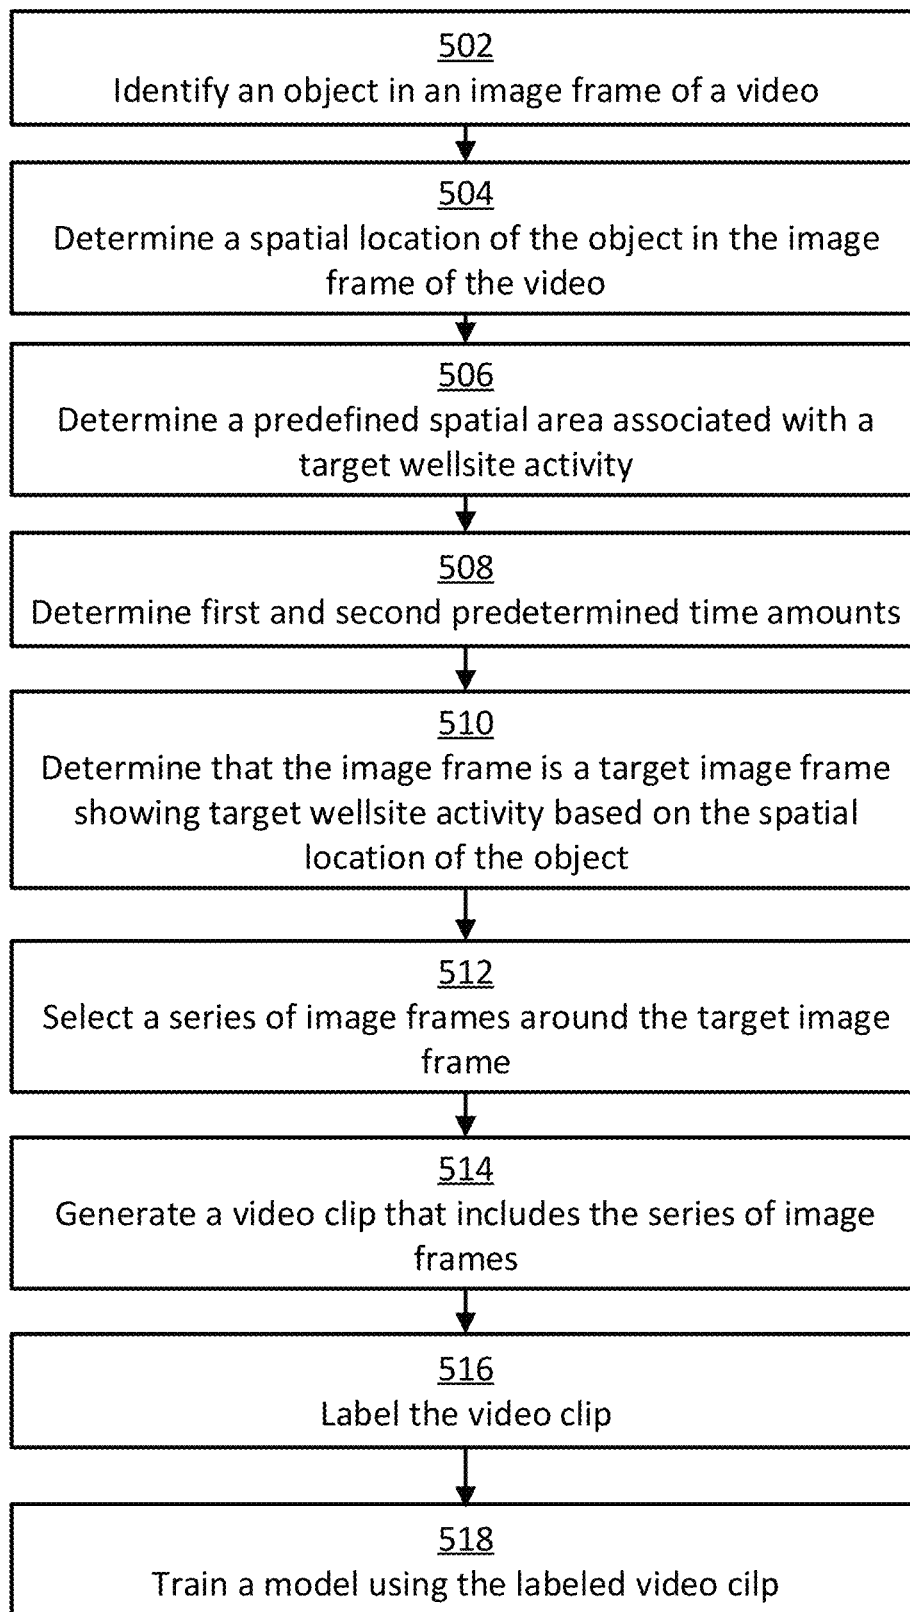 502
Identify an object in an image frame of a video
504
Determine a spatial location of the object in the image
frame of the video
506
Determine a predefined spatial area associated with a
target wellsite activity
508
Determine first and second predetermined time amounts
510
Determine that the image frame is a target image frame
showing target wellsite activity based on the spatial
location of the object
512
Select a series of image frames around the target image
frame
514
Generate a video clip that includes the series of image
frames
516
Label the video clip
518
Train a model using the labeled video cilp